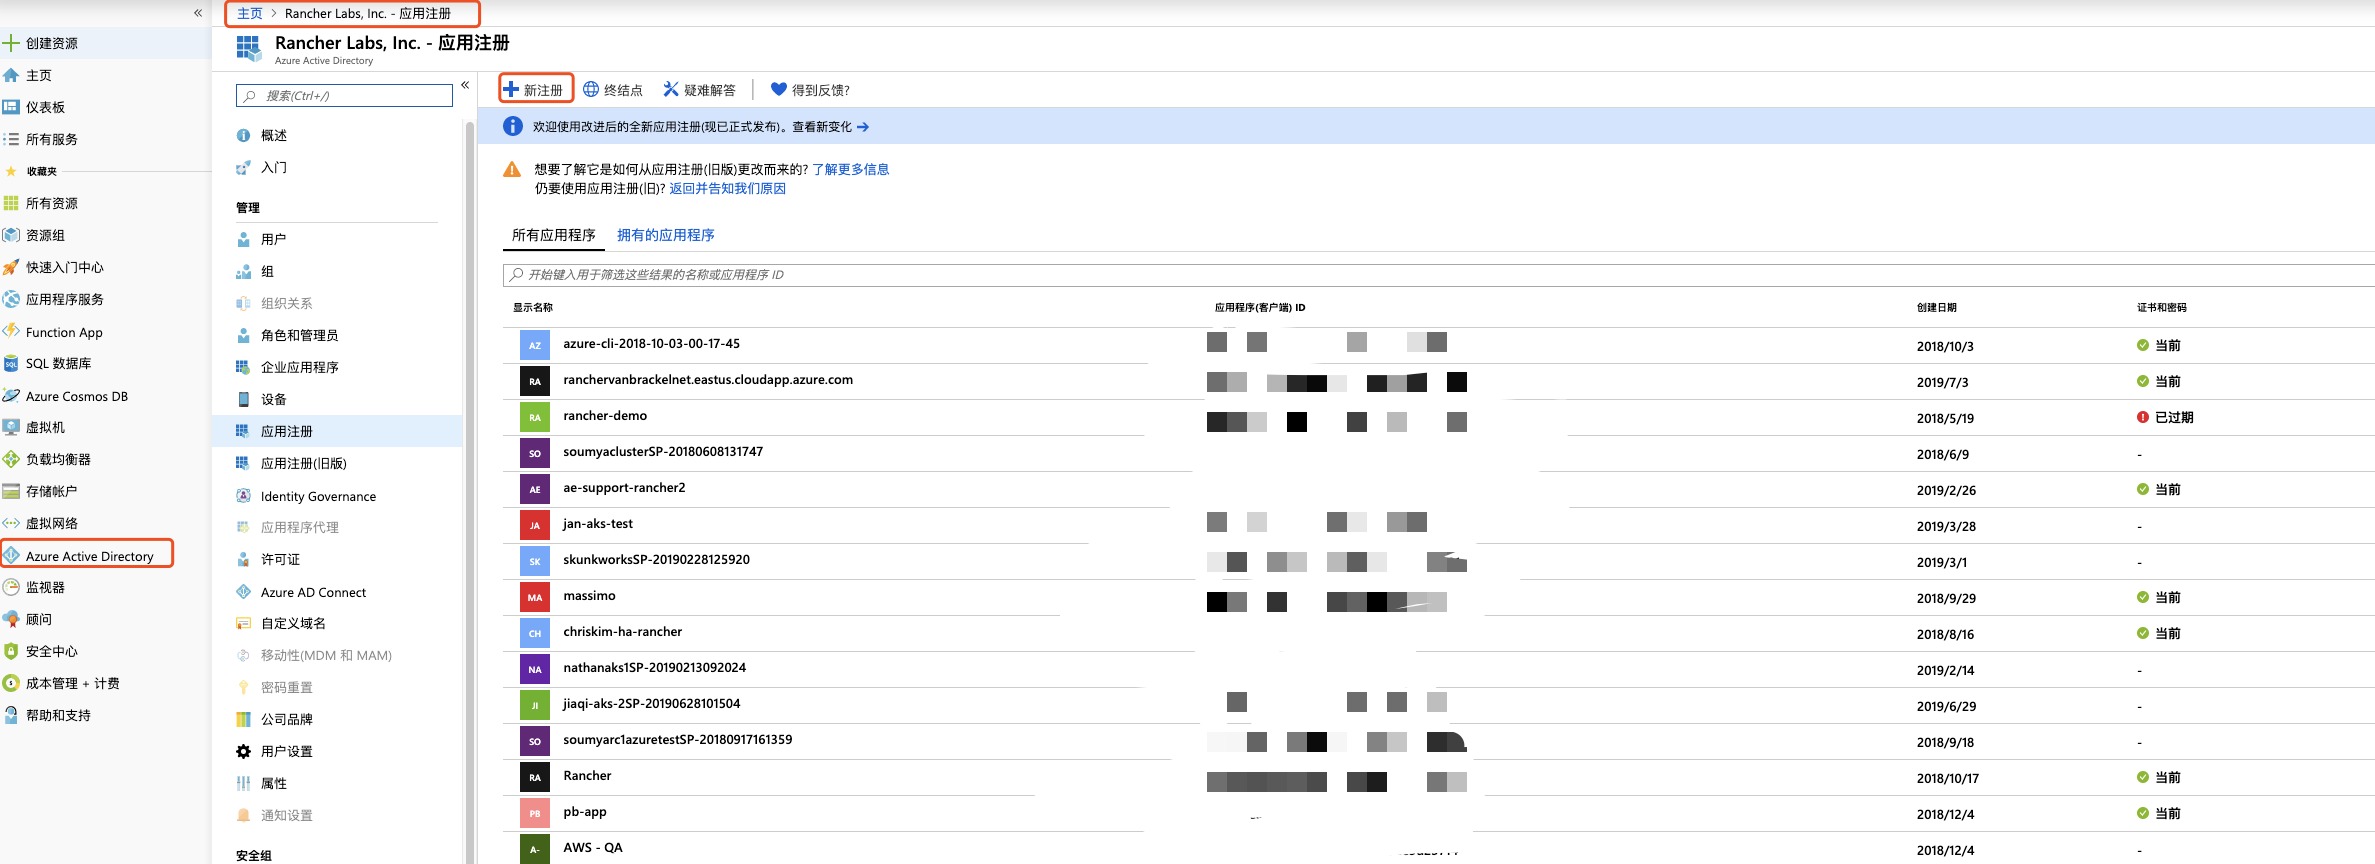 «
创建资源
主页
仪表板
所有服务
收藏夹
所有资源
资源组
快速入门中心
应用程序服务
Function App
SQL 数据库
Azure Cosmos DB
虚拟机
负载均衡器
存储帐户
虚拟网络
Azure Active Directory
监视器
顾问
安全中心
成本管理 + 计费
帮助和支持
主页 > Rancher Labs, Inc. - 应用注册
Rancher Labs, Inc. - 应用注册
Azure Active Directory
搜索(Ctrl+/)
«
概述
入门
管理
用户
组
组织关系
角色和管理员
企业应用程序
设备
应用注册
应用注册(旧版)
Identity Governance
应用程序代理
许可证
Azure AD Connect
自定义域名
移动性(MDM 和 MAM)
密码重置
公司品牌
用户设置
属性
通知设置
安全组
新注册 终结点 疑难解答 得到反馈?
欢迎使用改进后的全新应用注册(现已正式发布)。查看新变化 →
想要了解它是如何从应用注册(旧版)更改而来的? 了解更多信息
仍要使用应用注册(旧)? 返回并告知我们原因
所有应用程序 拥有的应用程序
开始键入用于筛选这些结果的名称或应用程序 ID
显示名称 应用程序(客户端) ID 创建日期 证书和密码
AZ azure-cli-2018-10-03-00-17-45 2018/10/3 当前
RA ranchervanbrackelnet.eastus.cloudapp.azure.com 2019/7/3 当前
RA rancher-demo 2018/5/19 已过期
SO soumyaclusterSP-20180608131747 2018/6/9 -
AE ae-support-rancher2 2019/2/26 当前
JA jan-aks-test 2019/3/28 -
SK skunkworksSP-20190228125920 2019/3/1 -
MA massimo 2018/9/29 当前
CH chriskim-ha-rancher 2018/8/16 当前
NA nathanaks1SP-20190213092024 2019/2/14 -
JI jiaqi-aks-2SP-20190628101504 2019/6/29 -
SO soumyarc1azuretestSP-20180917161359 2018/9/18 -
RA Rancher 2018/10/17 当前
PB pb-app 2018/12/4 当前
A- AWS - QA 2018/12/4 -